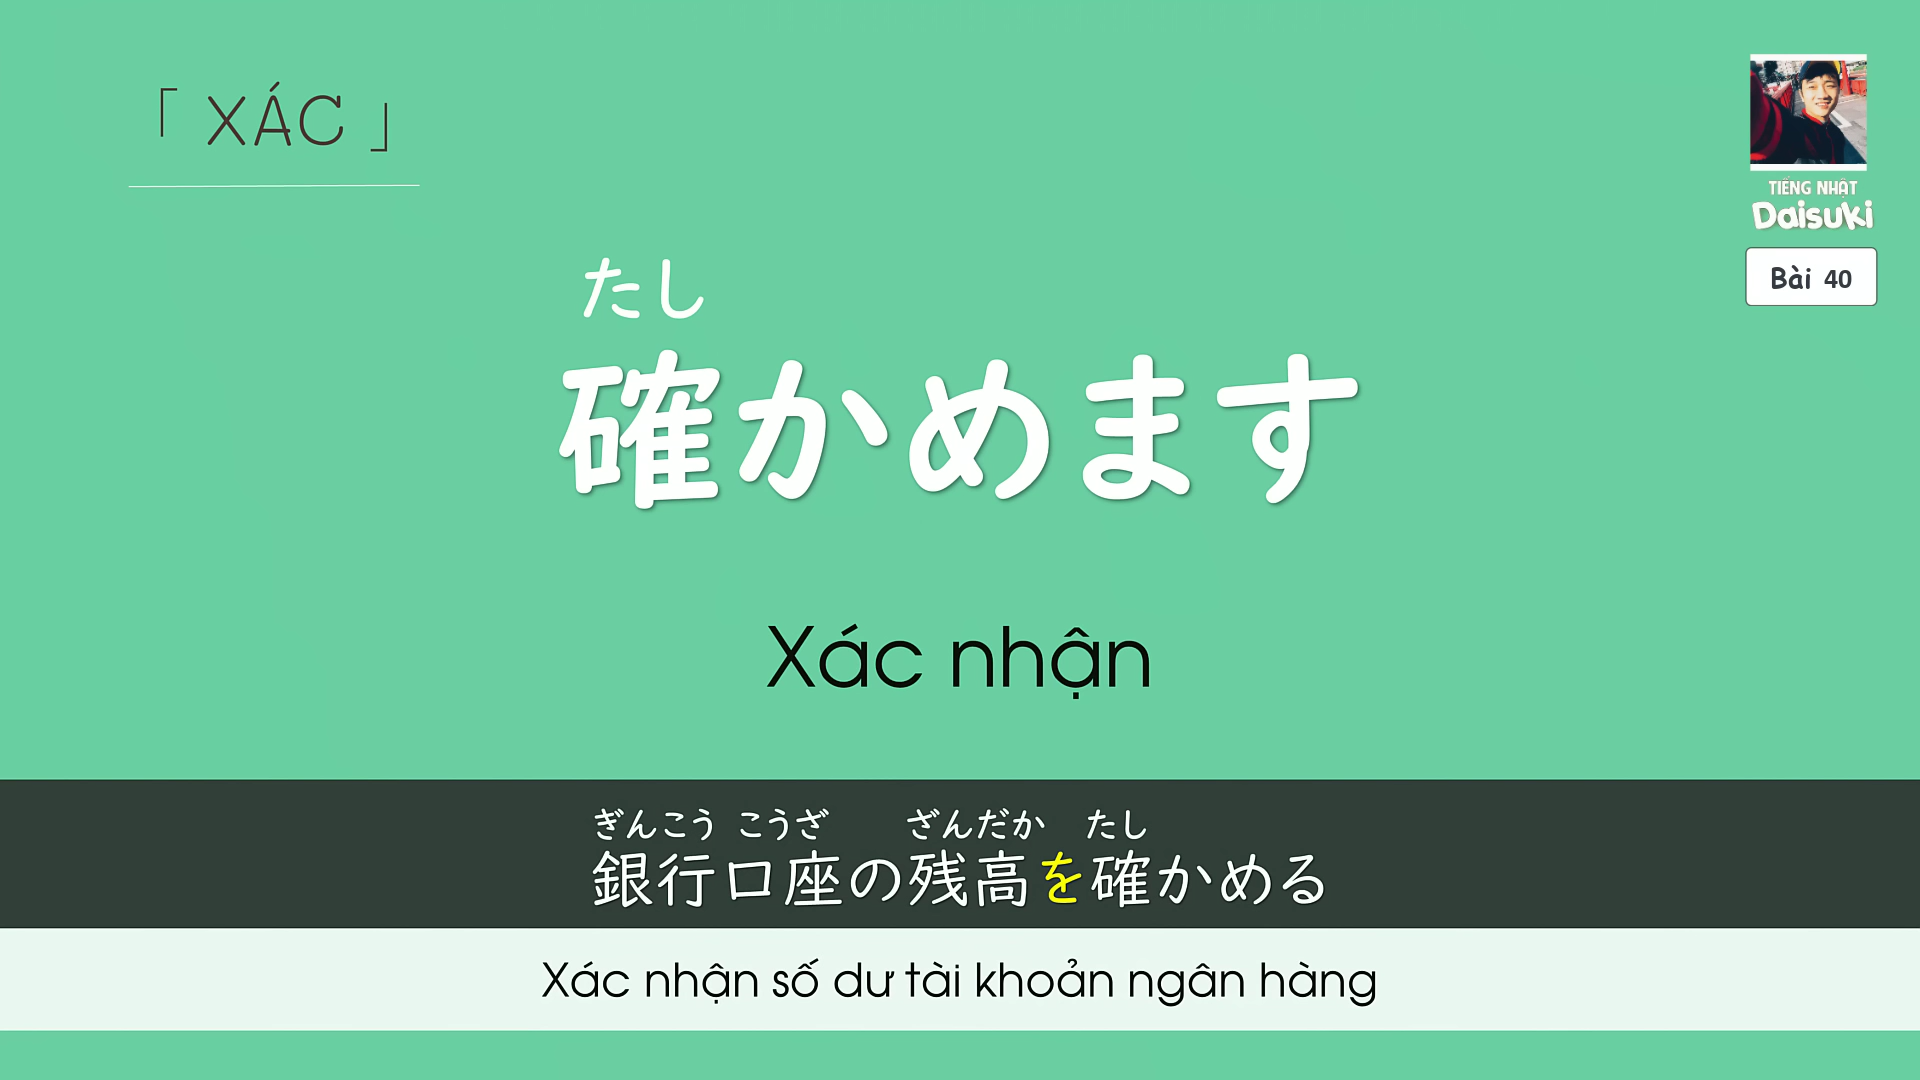 「 XÁC 」
TIẾNG NHẬT
Daisuki
Bài 40
たし
確かめます
Xác nhận
ぎんこう こうざ ざんだか たし
銀行口座の残高を確かめる
Xác nhận số dư tài khoản ngân hàng